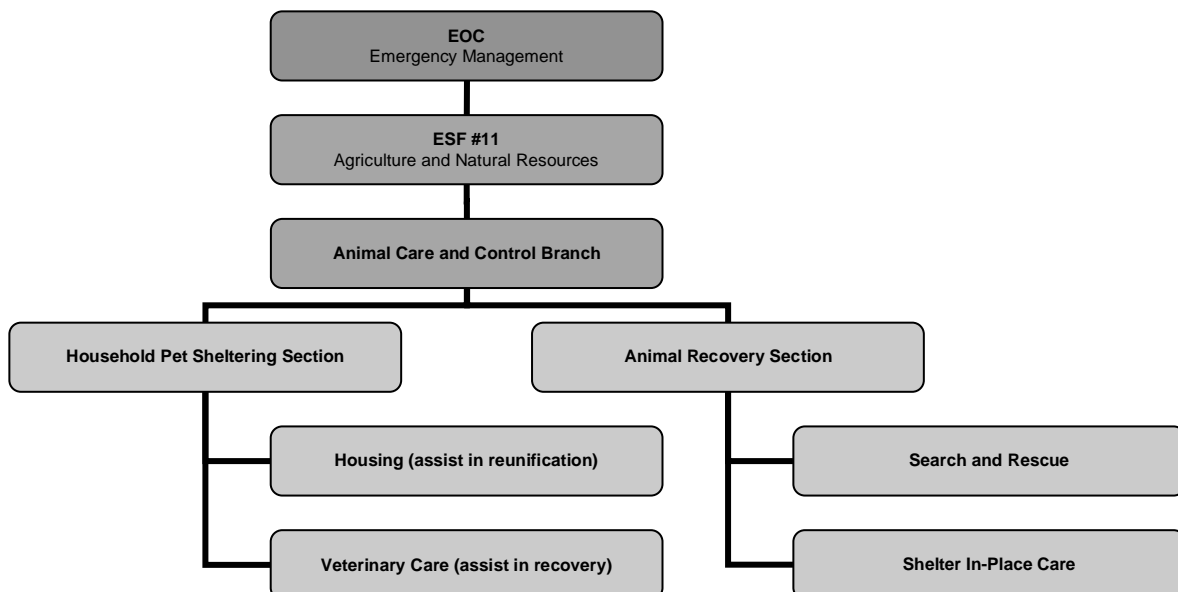 EOC
Emergency Management
ESF #11
Agriculture and Natural Resources
Animal Care and Control Branch
Household Pet Sheltering Section
Animal Recovery Section
Housing (assist in reunification)
Search and Rescue
Veterinary Care (assist in recovery)
Shelter In-Place Care